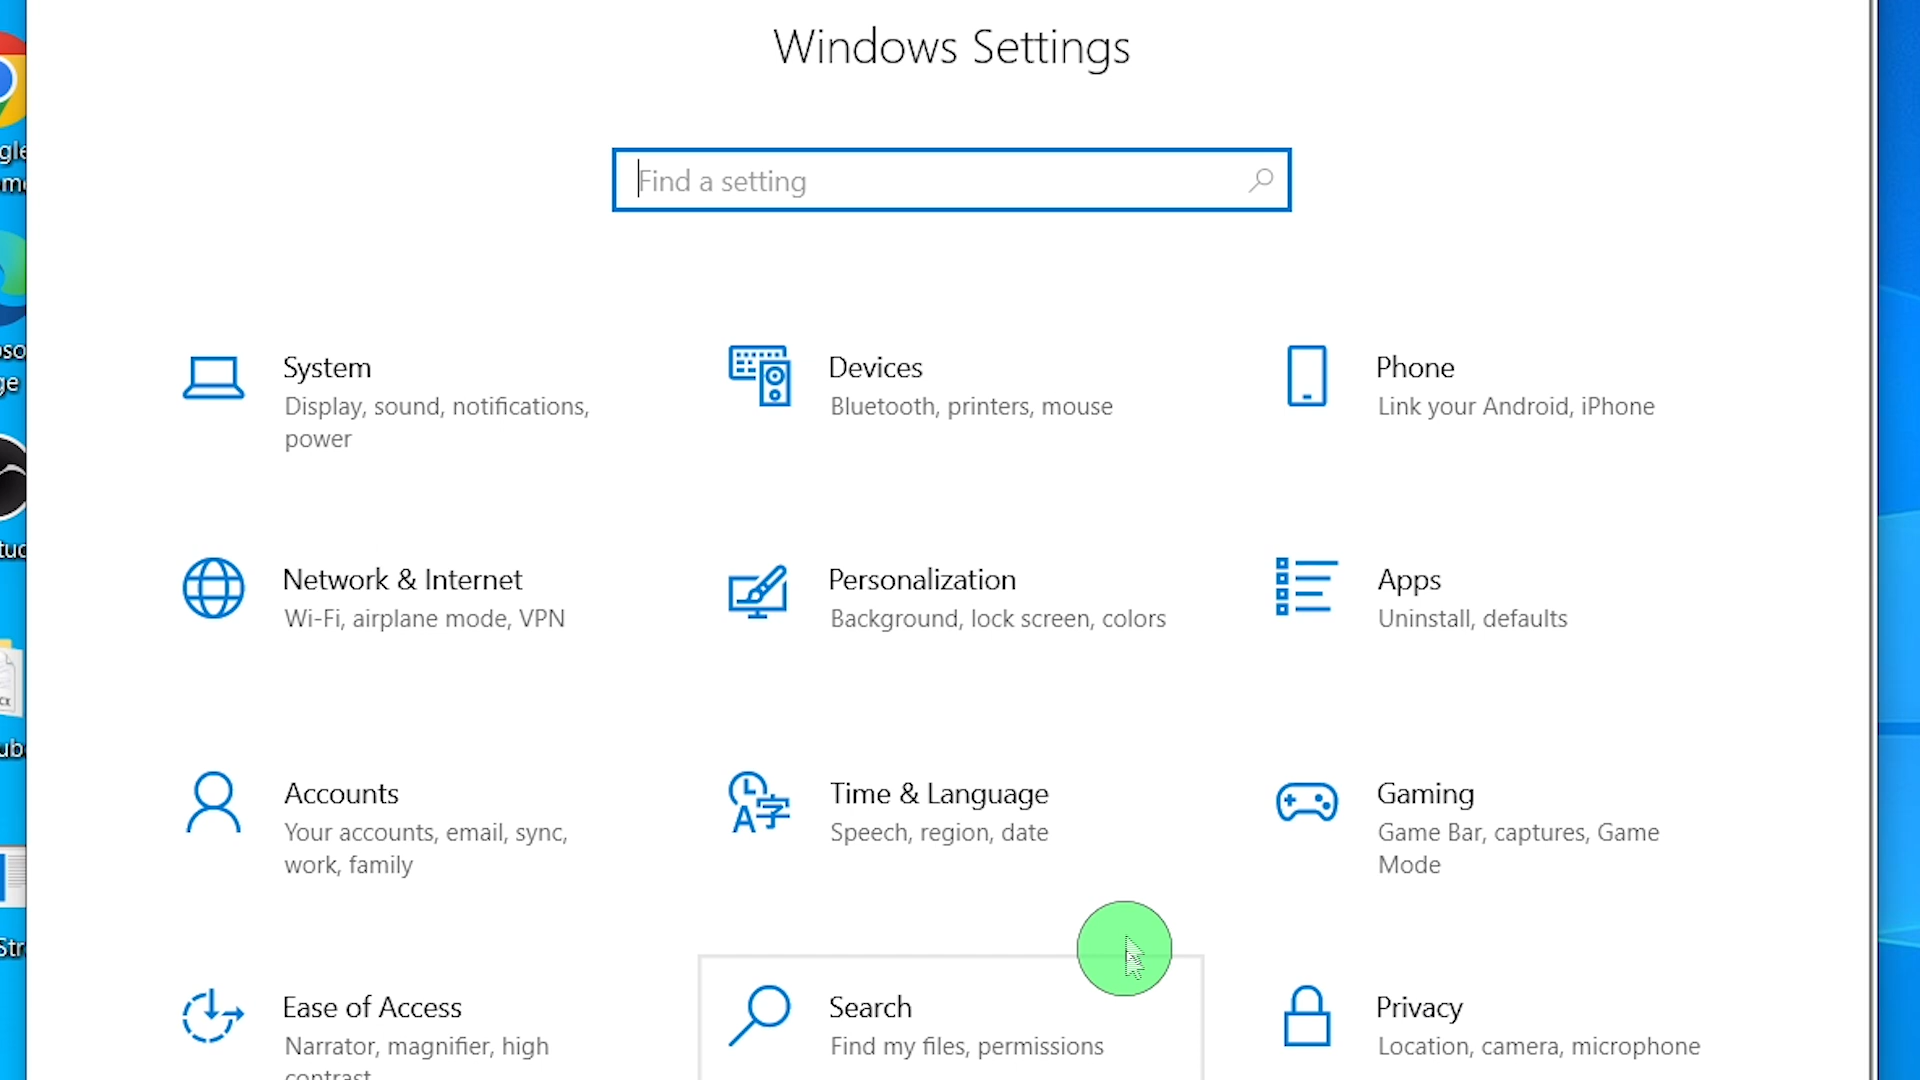 Windows Settings
Find a setting
System
Display, sound, notifications,
power
Devices
Bluetooth, printers, mouse
Phone
Link your Android, iPhone
Network & Internet
Wi-Fi, airplane mode, VPN
Personalization
Background, lock screen, colors
Apps
Uninstall, defaults
Accounts
Your accounts, email, sync,
work, family
Time & Language
Speech, region, date
Gaming
Game Bar, captures, Game
Mode
Ease of Access
Narrator, magnifier, high
contrast
Search
Find my files, permissions
Privacy
Location, camera, microphone